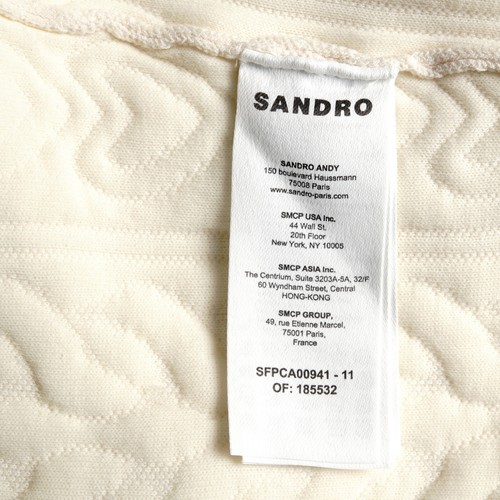 SANDRO
SANDRO ANDY
150 boulevard Haussmann
75008 Paris
www.sandro-paris.com
SMCP USA Inc.
44 Wall St.
20th Floor
New York, NY 10005
SMCP ASIA Inc.
The Centrium, Suite 3203A-5A, 32/F
60 Wyndham Street, Central
HONG-KONG
SMCP GROUP,
49, rue Etienne Marcel,
75001 Paris,
France
SFPCA00941 - 11
OF: 185532